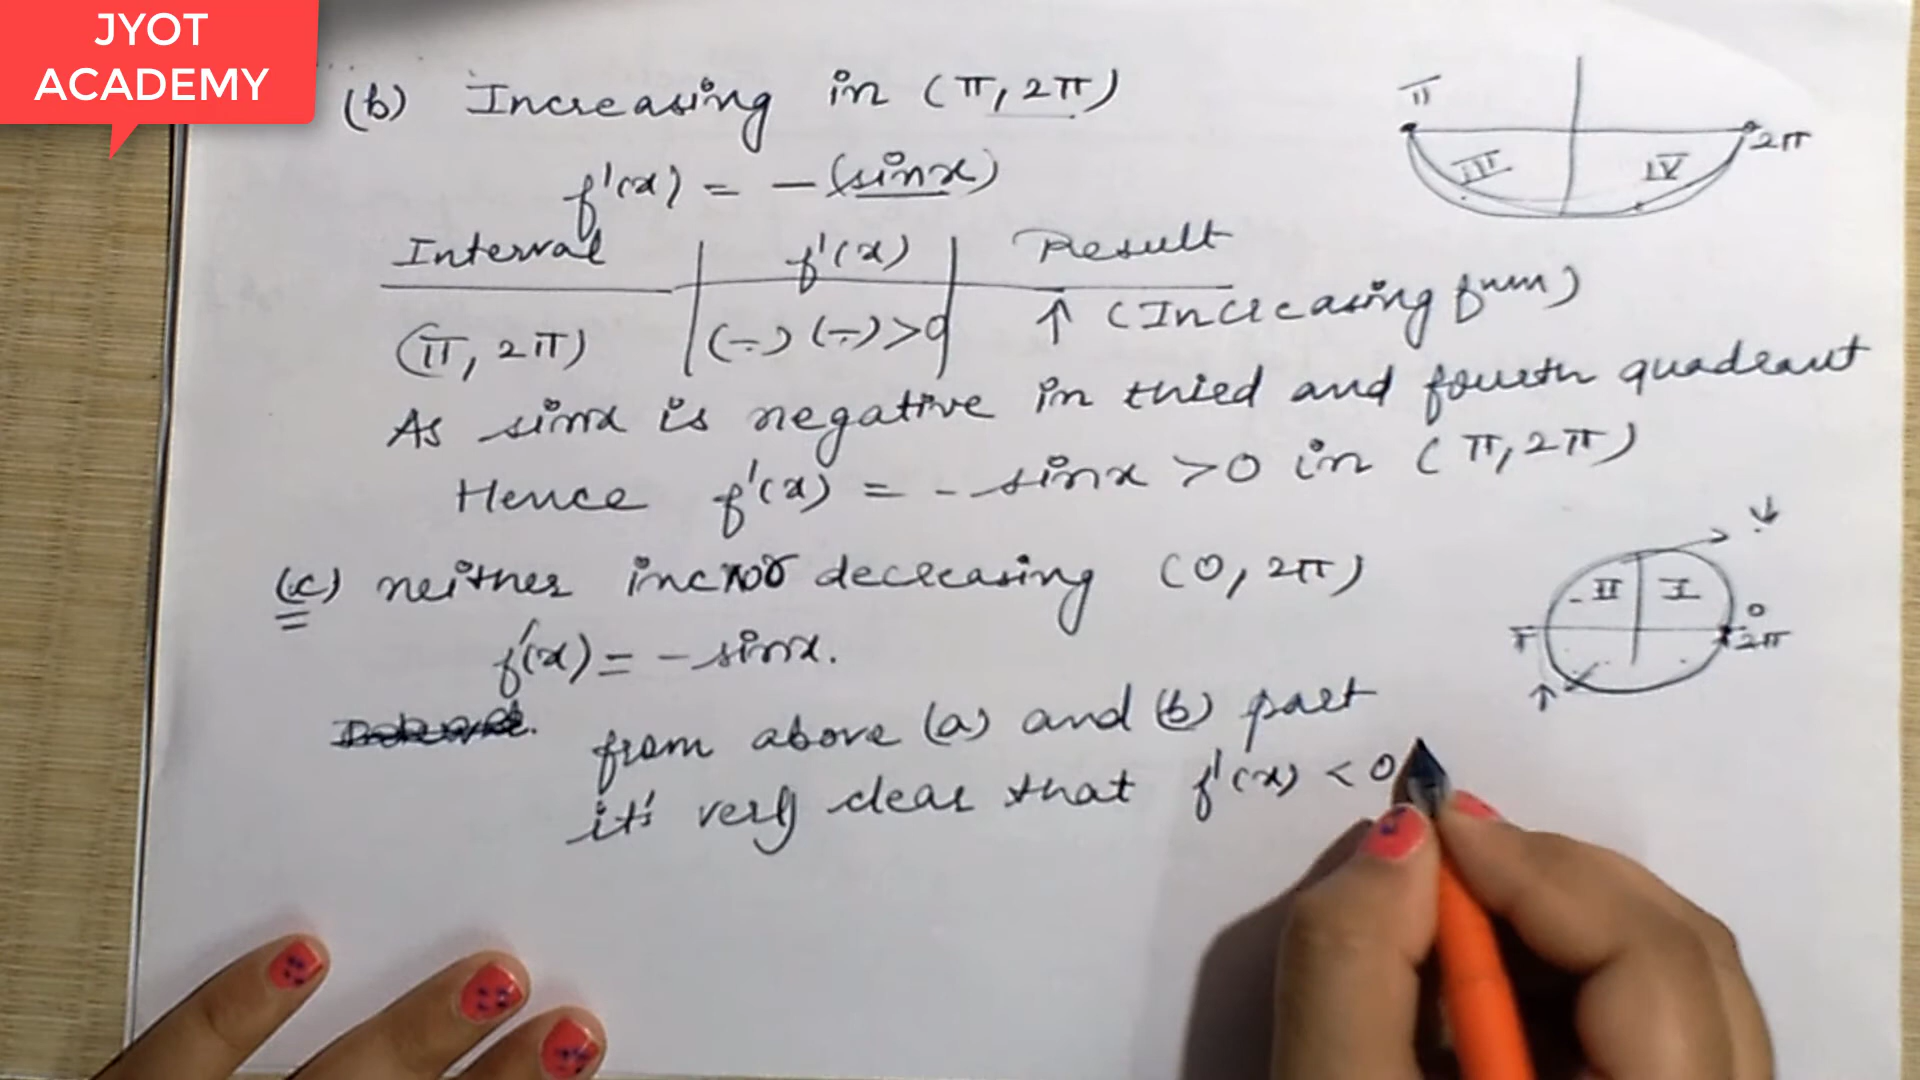 JYOT
ACADEMY
(b) Increasing in (π, 2π)
f'(x) = -(sinx)
Interval | f'(x) | Result
(π, 2π) | (-) (-) >0 | ↑ (Increasing fun)
As sinx is negative in third and fourth quadrant
Hence f'(x) = - sinx >0 in (π, 2π)
(c) neither inc nor decreasing (0, 2π)
f'(x) = - sinx.
from above (a) and (b) part
it's very clear that f'(x) < 0
π
2π
III IV
↓
II I
0
π 2π
↑